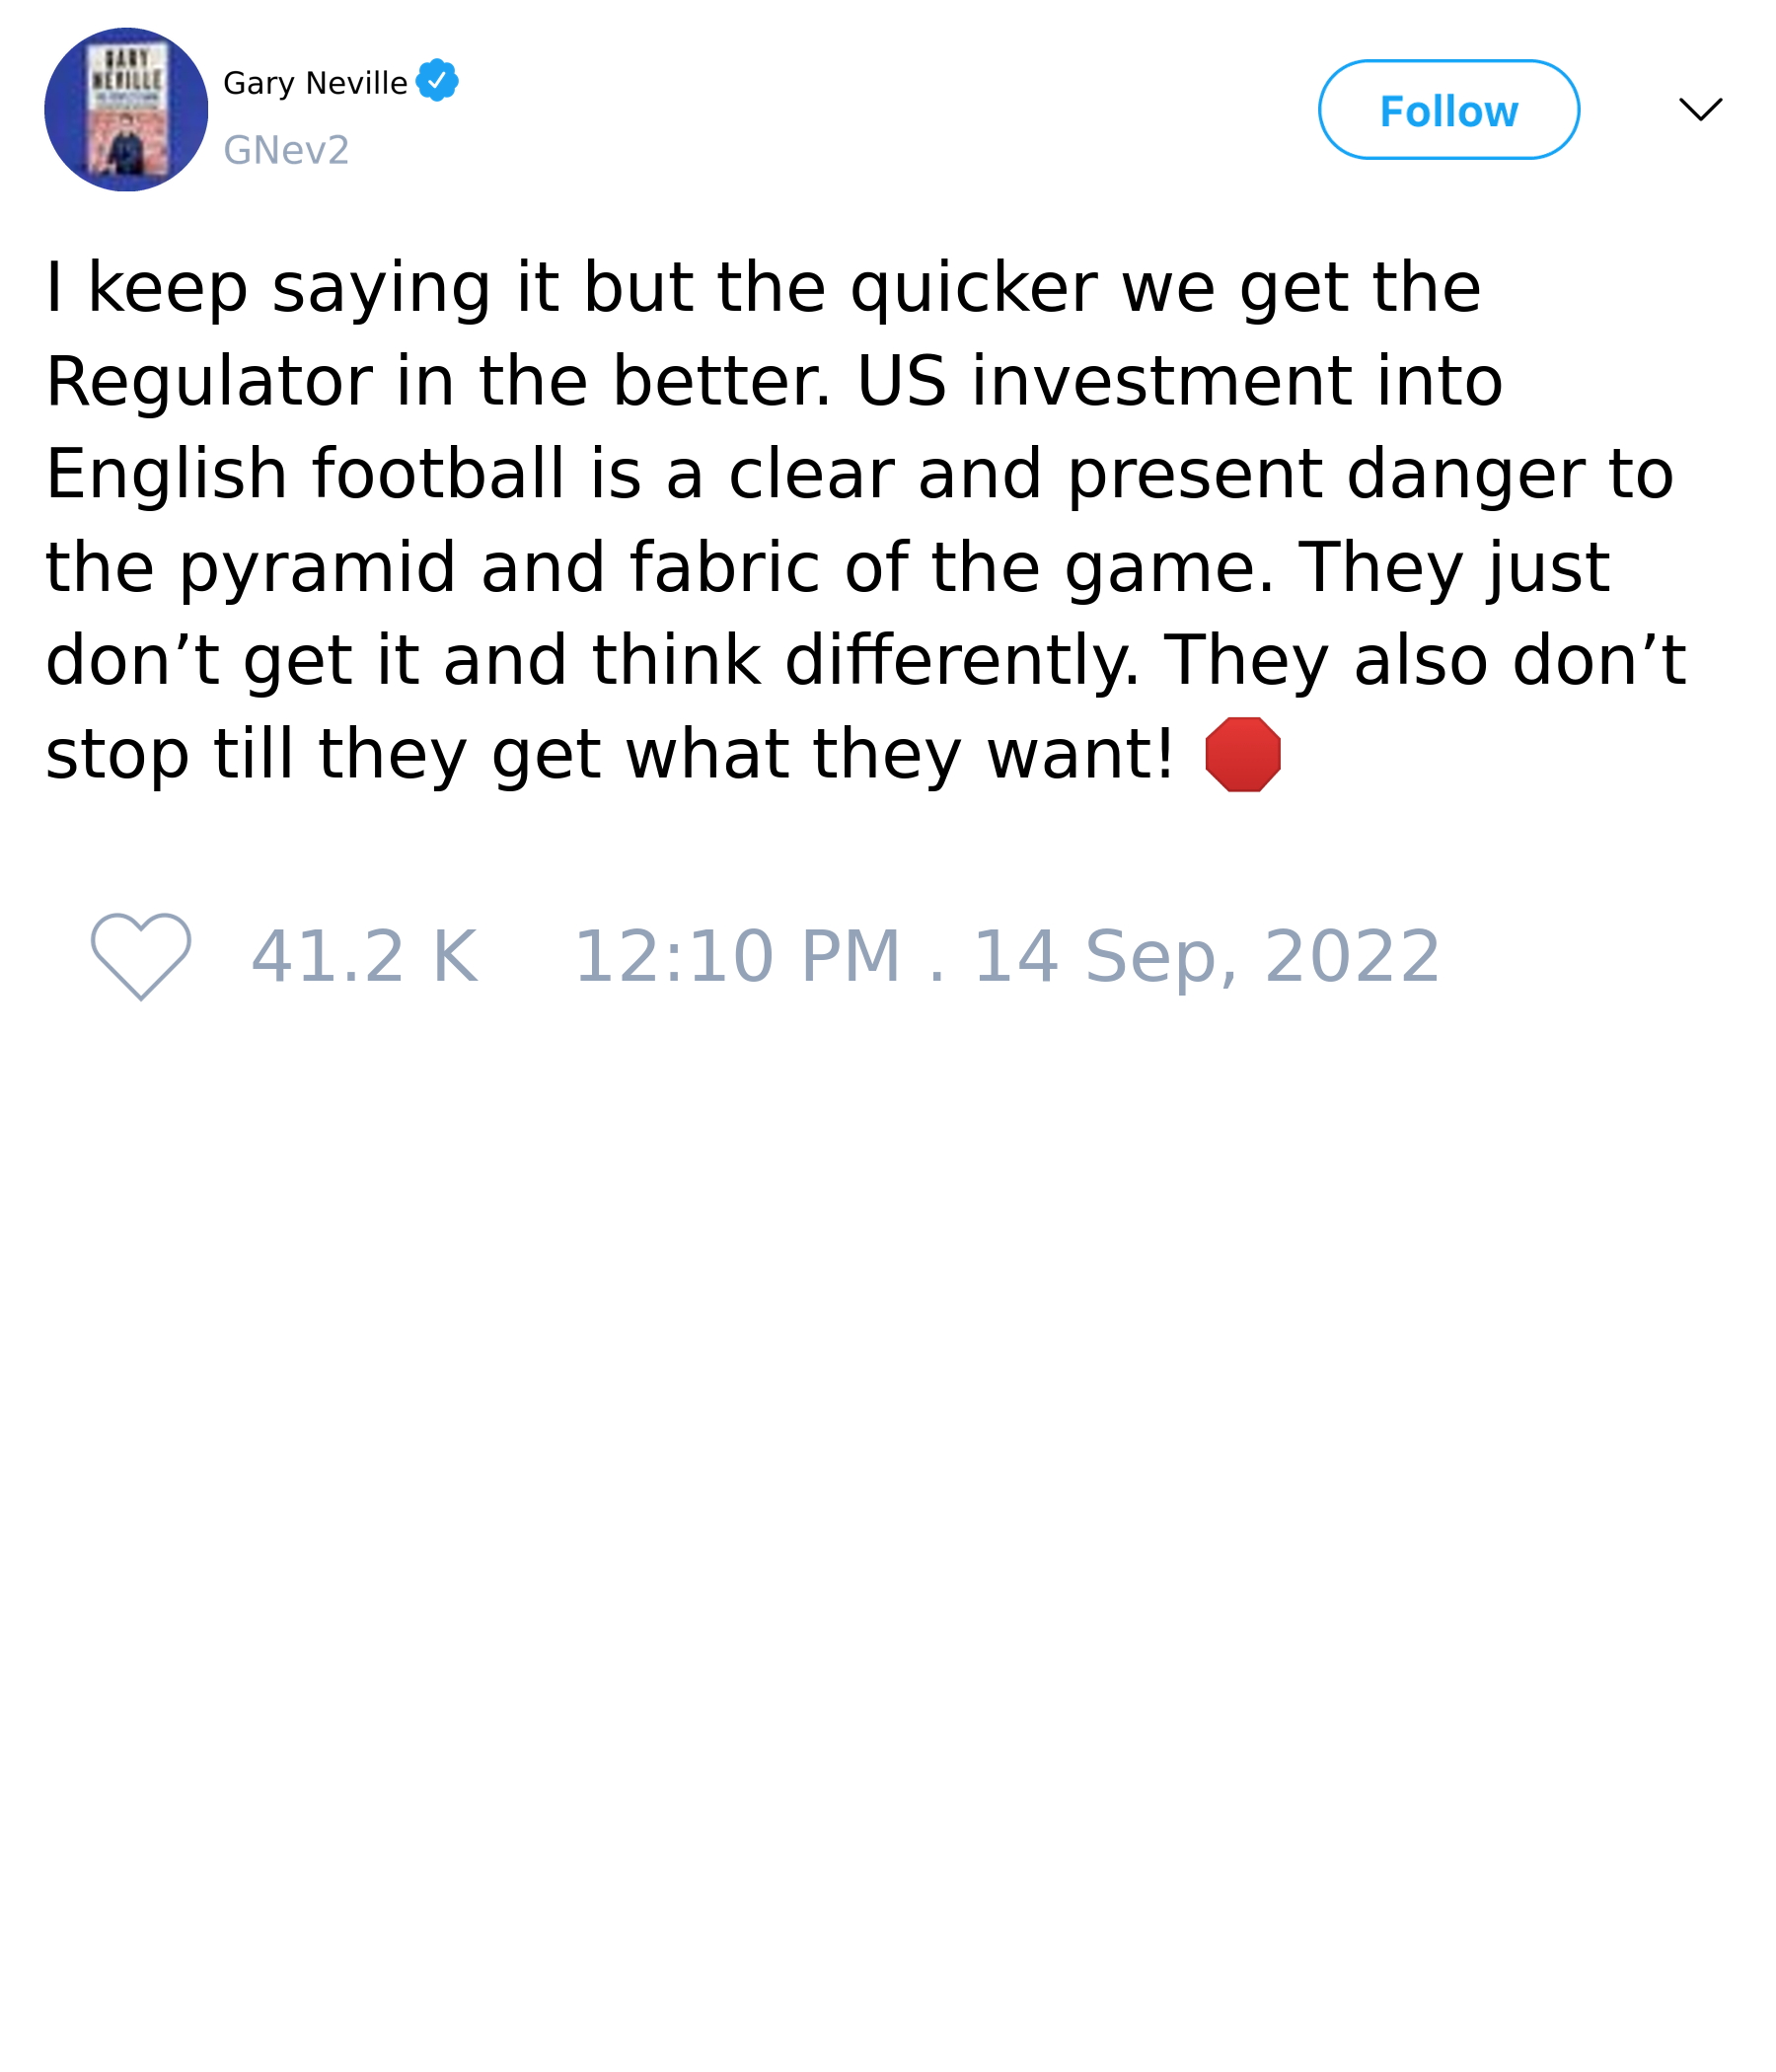 GARY
NEVILLE
Gary Neville
GNev2
Follow
I keep saying it but the quicker we get the
Regulator in the better. US investment into
English football is a clear and present danger to
the pyramid and fabric of the game. They just
don’t get it and think differently. They also don’t
stop till they get what they want! 🛑
41.2 K 12:10 PM . 14 Sep, 2022